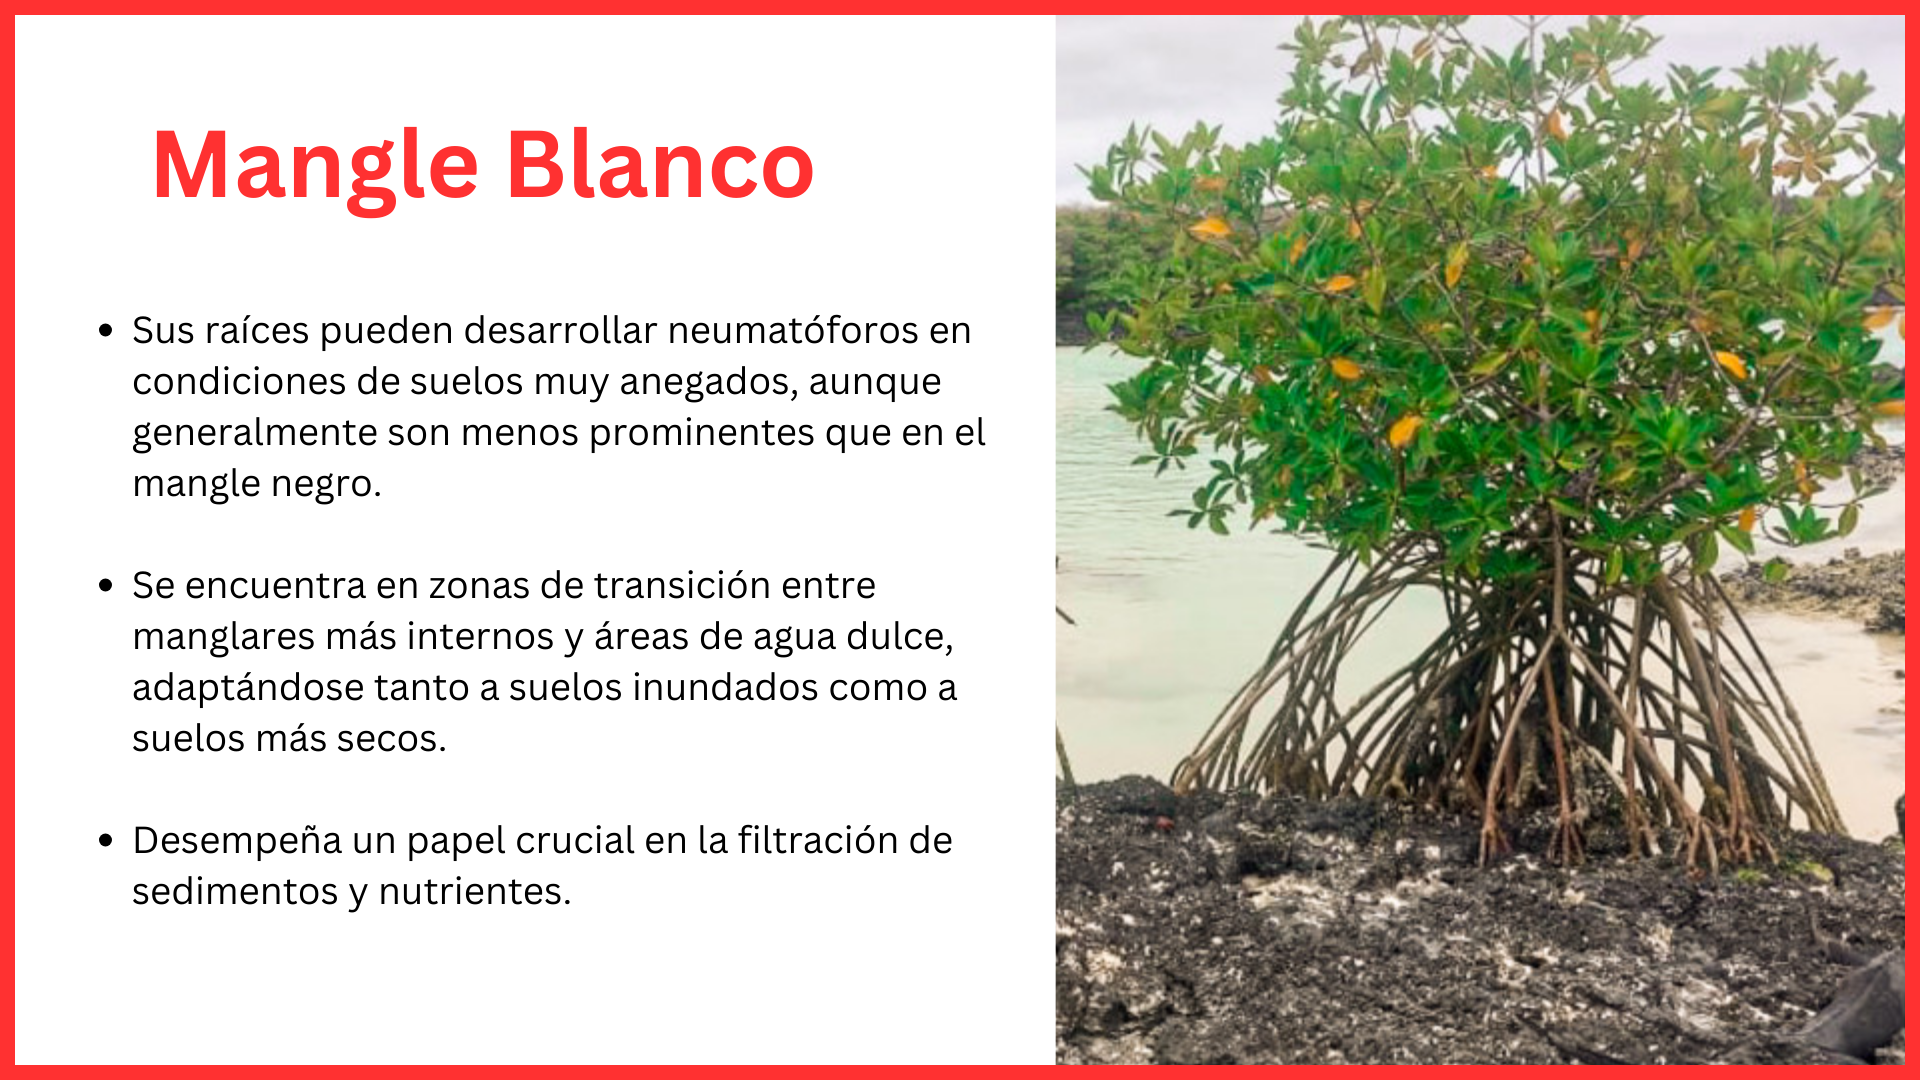 Mangle Blanco
• Sus raíces pueden desarrollar neumatóforos en
condiciones de suelos muy anegados, aunque
generalmente son menos prominentes que en el
mangle negro.
• Se encuentra en zonas de transición entre
manglares más internos y áreas de agua dulce,
adaptándose tanto a suelos inundados como a
suelos más secos.
• Desempeña un papel crucial en la filtración de
sedimentos y nutrientes.